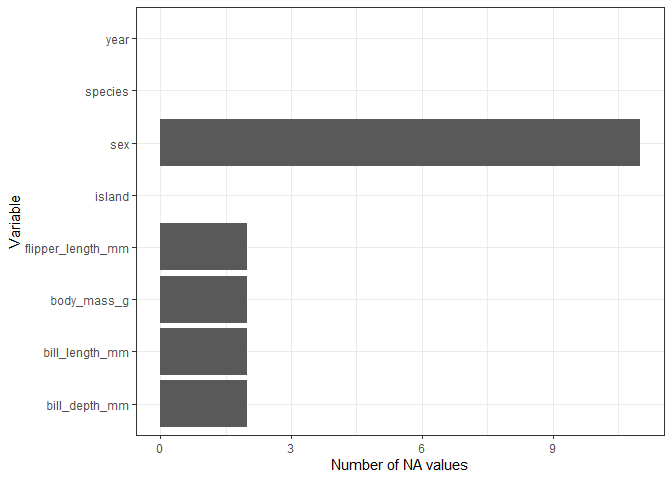 year
species
sex
island
flipper_length_mm
body_mass_g
bill_length_mm
bill_depth_mm
Variable
0 3 6 9
Number of NA values